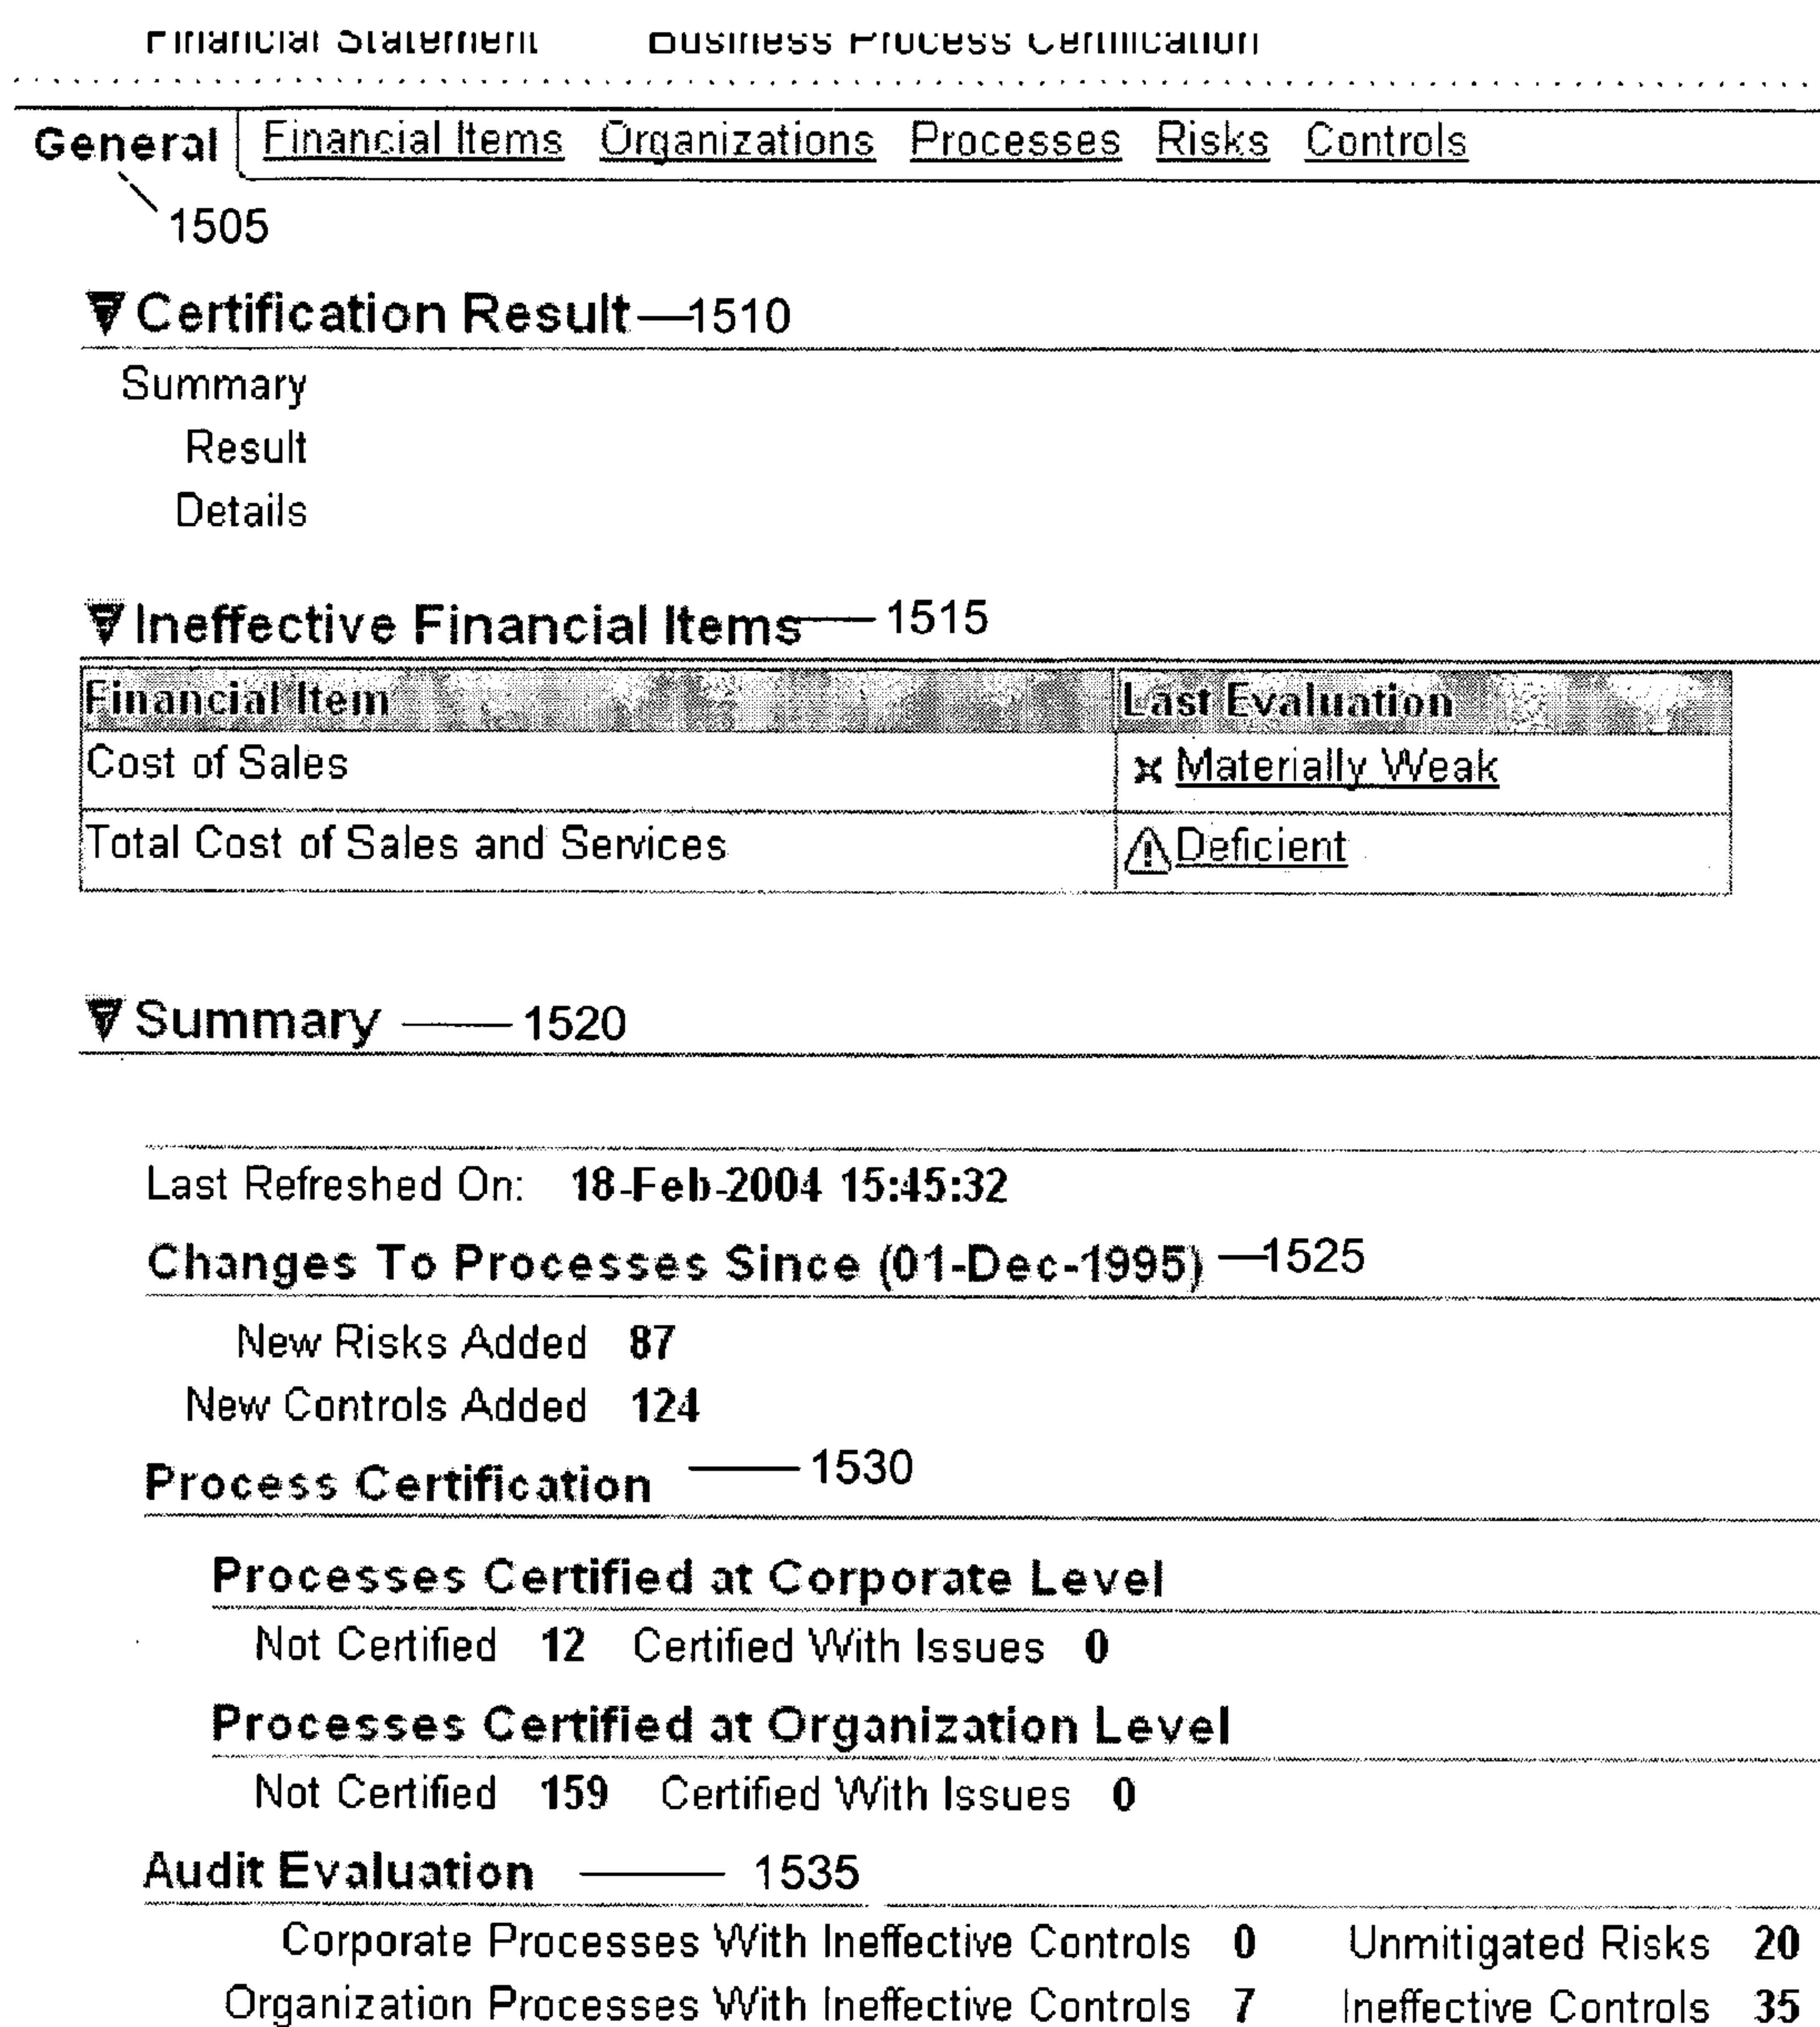 Financial Statement Business Process Certification
General Financial Items Organizations Processes Risks Controls
1505
Certification Result 1510
Summary
Result
Details
Ineffective Financial Items 1515
Financial Item Last Evaluation
Cost of Sales Materially Weak
Total Cost of Sales and Services Deficient
Summary 1520
Last Refreshed On: 18-Feb-2004 15:45:32
Changes To Processes Since (01-Dec-1995) 1525
New Risks Added 87
New Controls Added 124
Process Certification 1530
Processes Certified at Corporate Level
Not Certified 12 Certified With Issues 0
Processes Certified at Organization Level
Not Certified 159 Certified With Issues 0
Audit Evaluation 1535
Corporate Processes With Ineffective Controls 0 Unmitigated Risks 20
Organization Processes With Ineffective Controls 7 Ineffective Controls 35